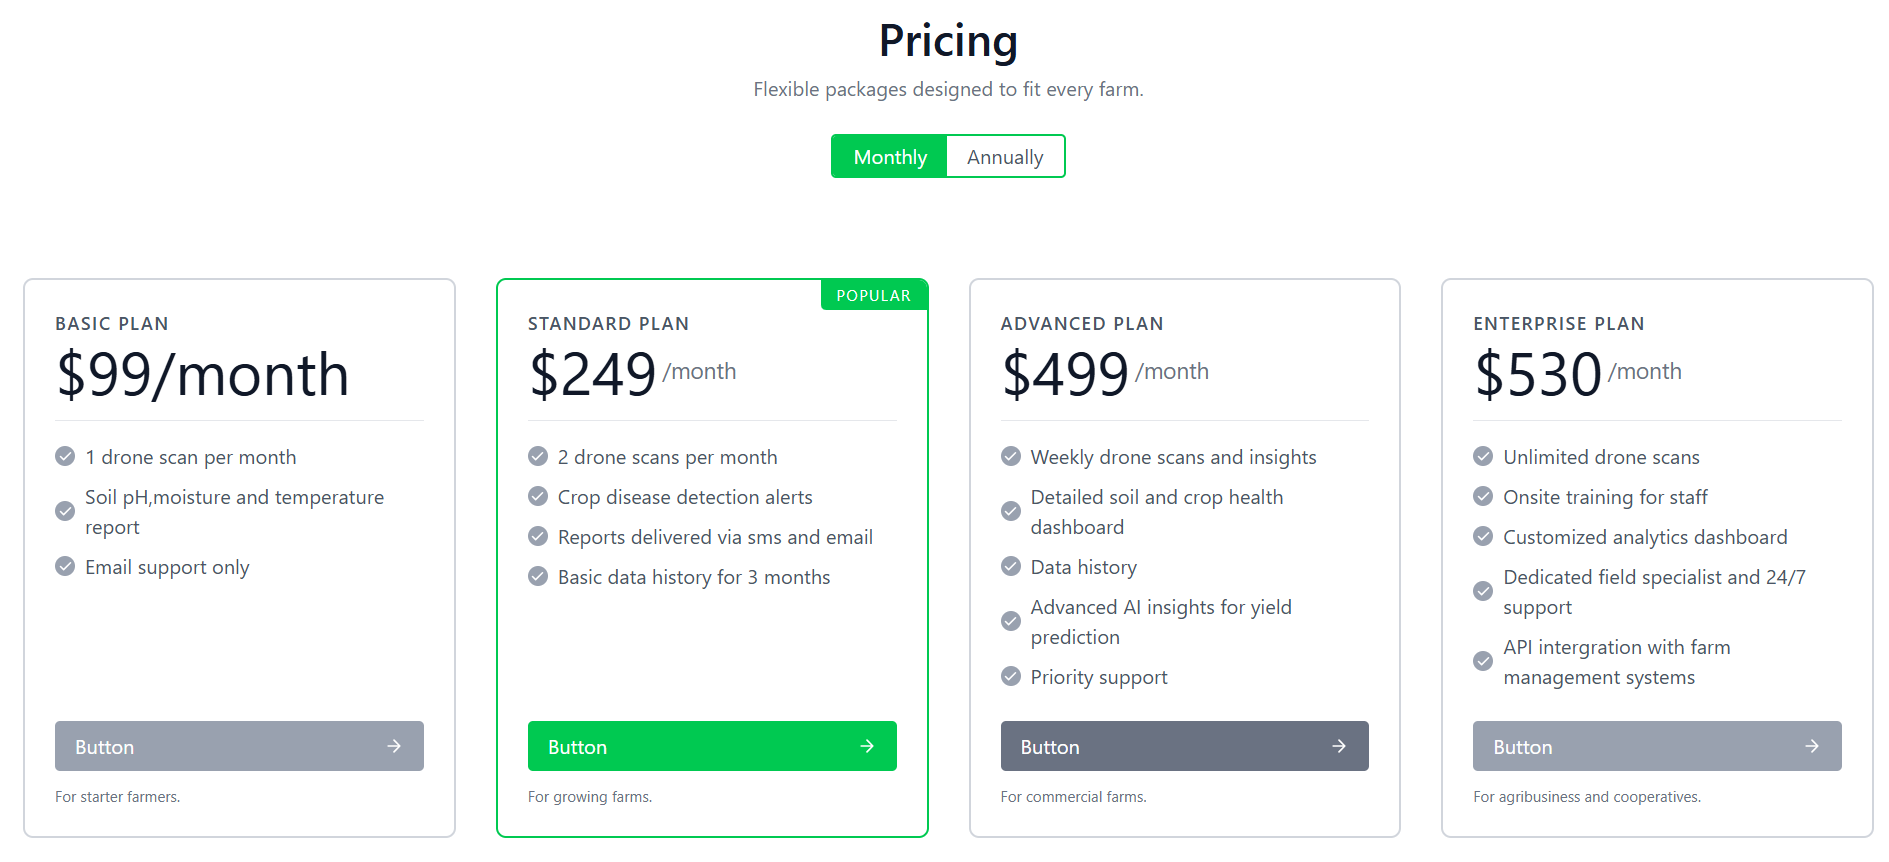 Pricing
Flexible packages designed to fit every farm.
Monthly
Annually
BASIC PLAN
$99/month
1 drone scan per month
Soil pH,moisture and temperature
report
Email support only
Button
For starter farmers.
POPULAR
STANDARD PLAN
$249 /month
2 drone scans per month
Crop disease detection alerts
Reports delivered via sms and email
Basic data history for 3 months
Button
For growing farms.
ADVANCED PLAN
$499 /month
Weekly drone scans and insights
Detailed soil and crop health
dashboard
Data history
Advanced AI insights for yield
prediction
Priority support
Button
For commercial farms.
ENTERPRISE PLAN
$530 /month
Unlimited drone scans
Onsite training for staff
Customized analytics dashboard
Dedicated field specialist and 24/7
support
API intergration with farm
management systems
Button
For agribusiness and cooperatives.